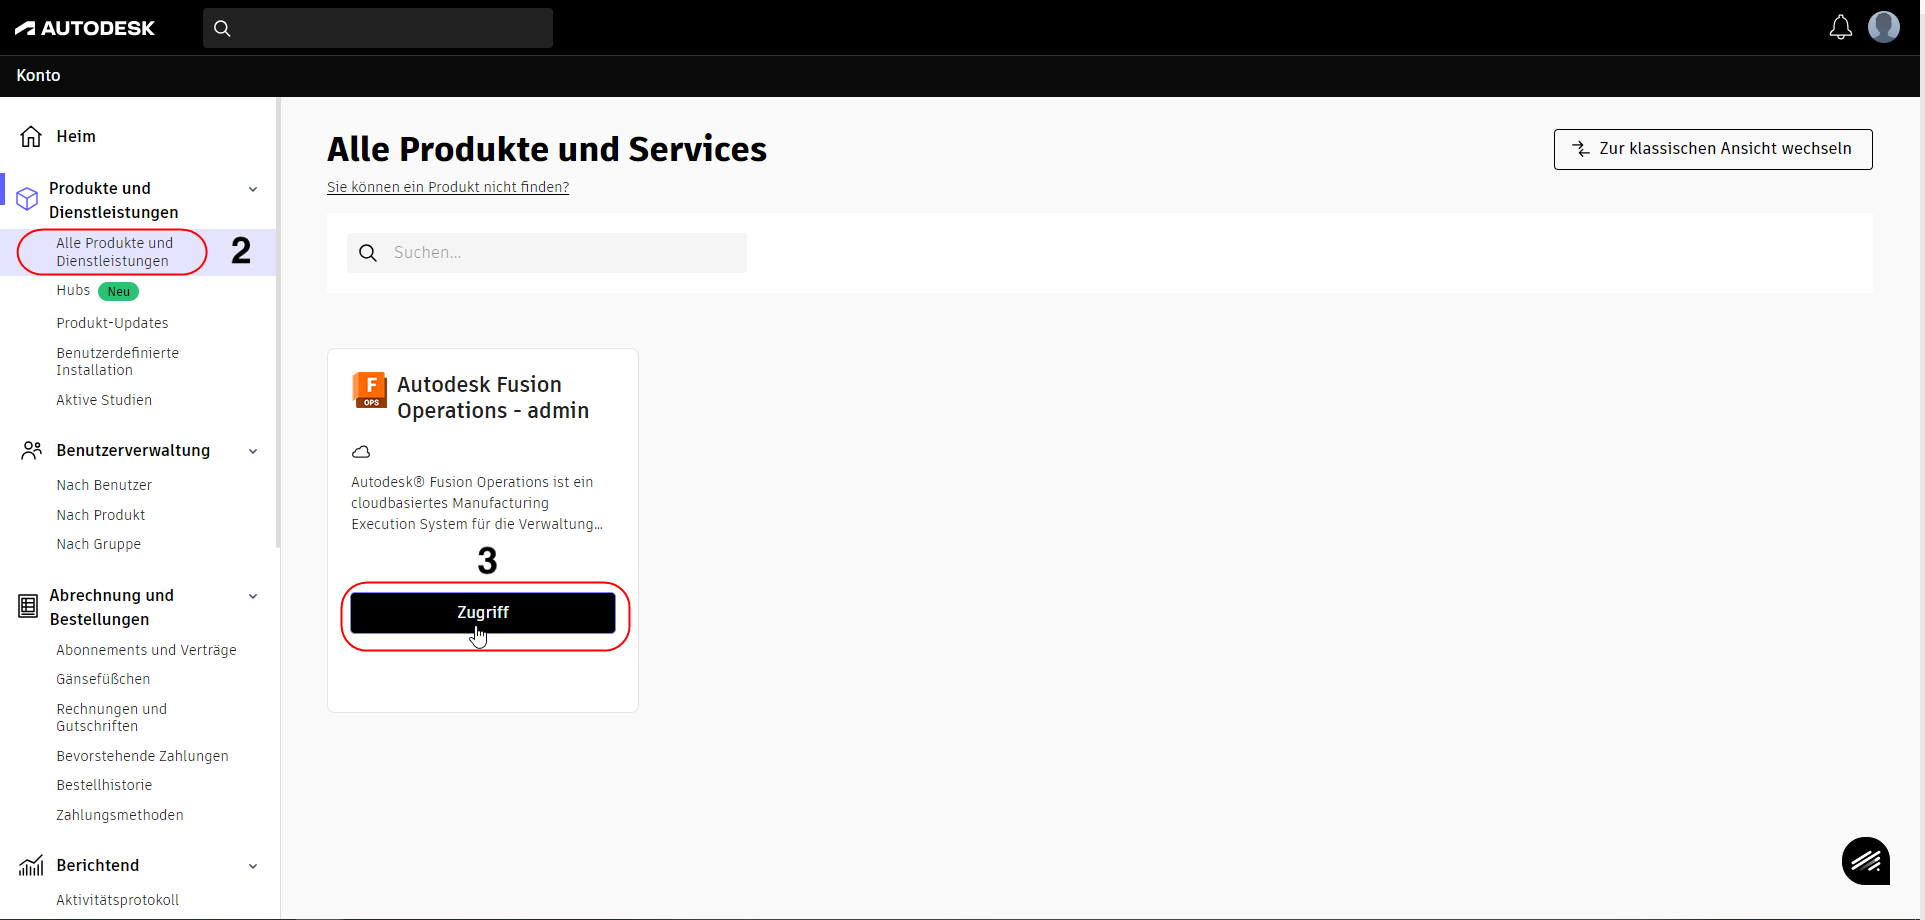 AUTODESK
Konto
Heim
Produkte und
Dienstleistungen
Alle Produkte und
Dienstleistungen
2
Hubs Neu
Produkt-Updates
Benutzerdefinierte
Installation
Aktive Studien
Benutzerverwaltung
Nach Benutzer
Nach Produkt
Nach Gruppe
Abrechnung und
Bestellungen
Abonnements und Verträge
Gänsefüßchen
Rechnungen und
Gutschriften
Bevorstehende Zahlungen
Bestellhistorie
Zahlungsmethoden
Berichtend
Aktivitätsprotokoll
Alle Produkte und Services
Zur klassischen Ansicht wechseln
Sie können ein Produkt nicht finden?
Suchen...
F
OPS
Autodesk Fusion
Operations - admin
Autodesk® Fusion Operations ist ein
cloudbasiertes Manufacturing
Execution System für die Verwaltung...
3
Zugriff